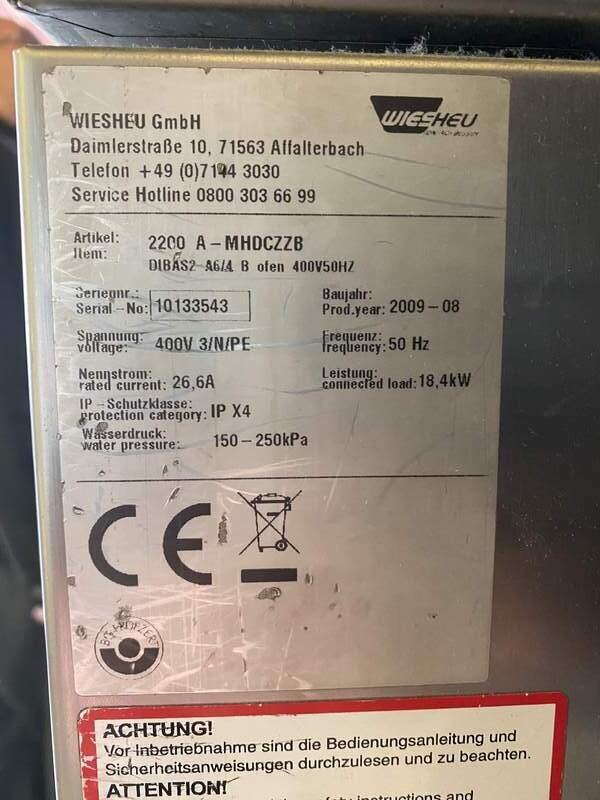 WIESHEU GmbH
WIESHEU
Daimlerstraße 10, 71563 Affalterbach
Telefon +49 (0)7144 3030
Service Hotline 0800 303 66 99
Artikel: 2200 A-MHDCZZB
Item: DIBAS2 A6/4 B ofen 400V50HZ
Seriegnr.:
Serial-No: 10133543
Baujahr:
Prod.year: 2009-08
Spannung:
voltage: 400V 3/N/PE
Frequenz:
frequency: 50 Hz
Nennstrom:
rated current: 26,6A
Leistung:
connected load: 18,4kW
IP-Schutzklasse:
protection category: IP X4
Wasserdruck:
water pressure: 150-250kPa
CE
ACHTUNG!
Vor Inbetriebnahme sind die Bedienungsanleitung und
Sicherheitsanweisungen durchzulesen und zu beachten.
ATTENTION!
instructions and